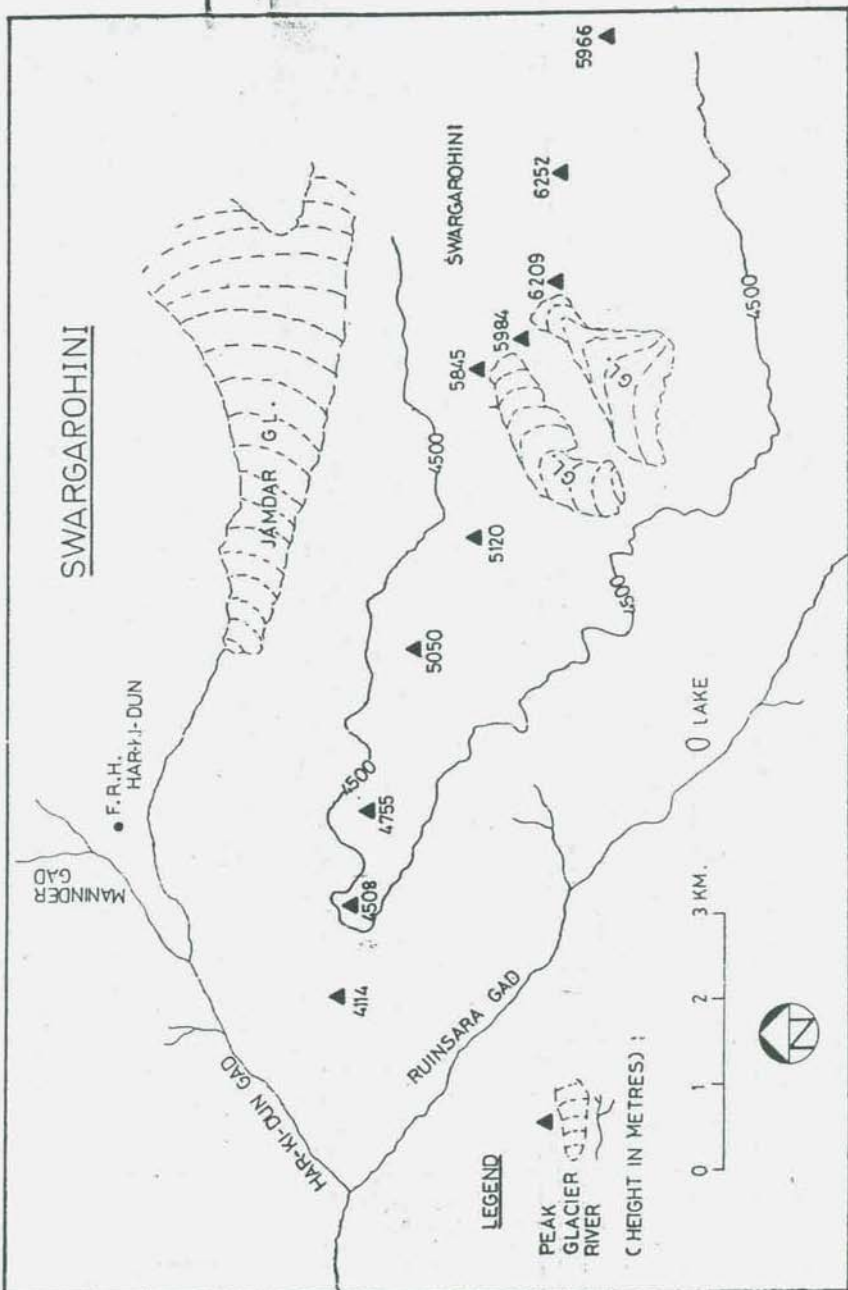 SWARGAROHINI
F.R.H.
HAR-KI-DUN
MANINDER
GAD
JAMDAR GL.
HAR-KI-DUN GAD
4500
SWARGAROHINI
5966
6252
6209
5984
5845
GL.
GL.
4500
5120
5050
4500
4755
4508
4114
4500
RUINSARA GAD
LAKE
LEGEND
PEAK
GLACIER
RIVER
( HEIGHT IN METRES ) :
0 1 2 3 KM.
N